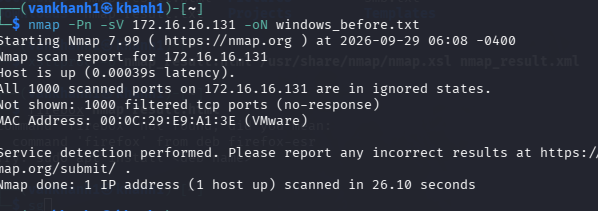 ┌──(vankhanh1㉿khanh1)-[~]
└─$ nmap -Pn -sV 172.16.16.131 -oN windows_before.txt
Starting Nmap 7.99 ( https://nmap.org ) at 2026-09-29 06:08 -0400
Nmap scan report for 172.16.16.131
Host is up (0.00039s latency).
All 1000 scanned ports on 172.16.16.131 are in ignored states.
Not shown: 1000 filtered tcp ports (no-response)
MAC Address: 00:0C:29:E9:A1:3E (VMware)

Service detection performed. Please report any incorrect results at https:/
map.org/submit/ .
Nmap done: 1 IP address (1 host up) scanned in 26.10 seconds